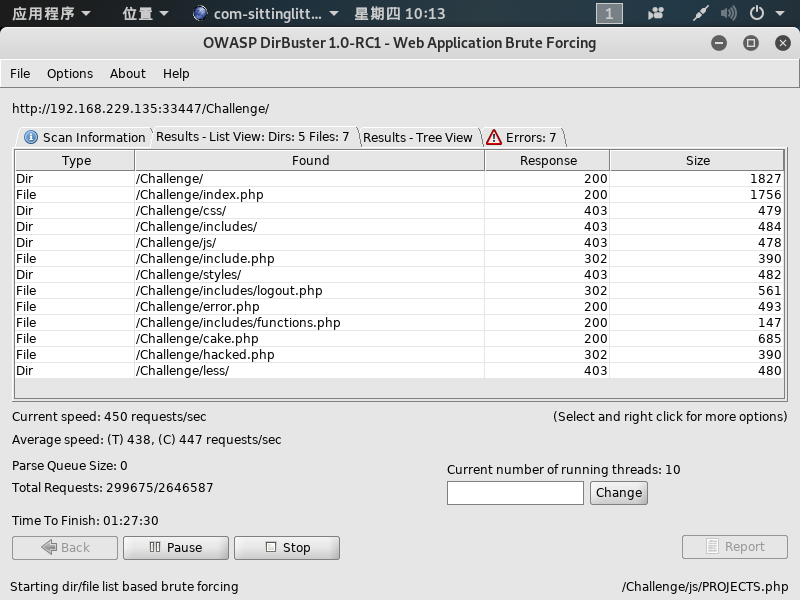 应用程序 位置 com-sittinglitt... 星期四 10:13 1
OWASP DirBuster 1.0-RC1 - Web Application Brute Forcing
File Options About Help
http://192.168.229.135:33447/Challenge/
Scan Information Results - List View: Dirs: 5 Files: 7 Results - Tree View Errors: 7
Type Found Response Size
Dir /Challenge/ 200 1827
File /Challenge/index.php 200 1756
Dir /Challenge/css/ 403 479
Dir /Challenge/includes/ 403 484
Dir /Challenge/js/ 403 478
File /Challenge/include.php 302 390
Dir /Challenge/styles/ 403 482
File /Challenge/includes/logout.php 302 561
File /Challenge/error.php 200 493
File /Challenge/includes/functions.php 200 147
File /Challenge/cake.php 200 685
File /Challenge/hacked.php 302 390
Dir /Challenge/less/ 403 480
Current speed: 450 requests/sec (Select and right click for more options)
Average speed: (T) 438, (C) 447 requests/sec
Parse Queue Size: 0
Current number of running threads: 10
Total Requests: 299675/2646587
Change
Time To Finish: 01:27:30
Back Pause Stop Report
Starting dir/file list based brute forcing /Challenge/js/PROJECTS.php